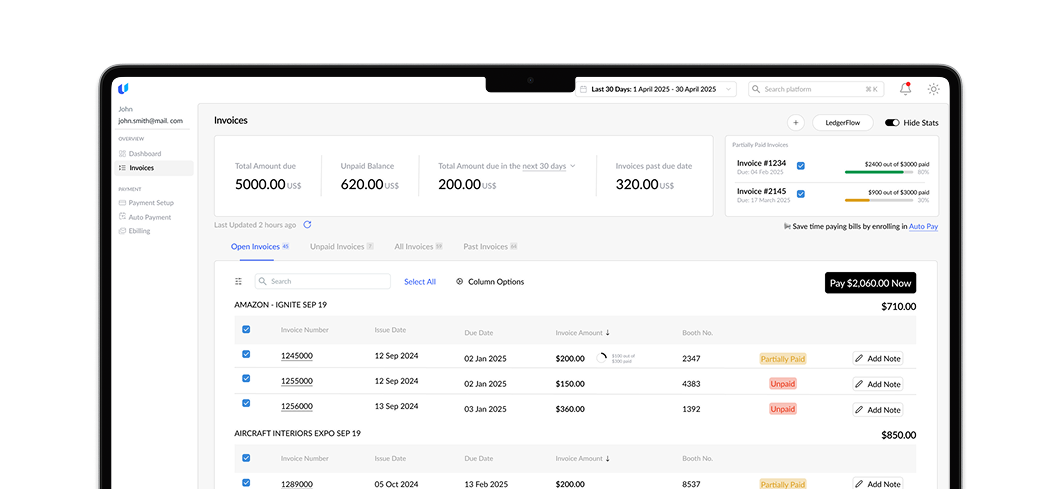 Last 30 Days: 1 April 2025 - 30 April 2025
Search platform
⌘ K
John
john.smith@mail. com
OVERVIEW
Dashboard
Invoices
PAYMENT
Payment Setup
Auto Payment
Ebilling
Invoices
+
LedgerFlow
Hide Stats
Total Amount due
5000.00 US$
Unpaid Balance
620.00 US$
Total Amount due in the next 30 days
200.00 US$
Invoices past due date
320.00 US$
Partially Paid Invoices
Invoice #1234
Due: 04 Feb 2025
$2400 out of $3000 paid
80%
Invoice #2145
Due: 17 March 2025
$900 out of $3000 paid
30%
Last Updated 2 hours ago
Save time paying bills by enrolling in Auto Pay
Open Invoices 45
Unpaid Invoices
All Invoices
Past Invoices
Search
Select All
Column Options
Pay $2,060.00 Now
AMAZON - IGNITE SEP 19
$710.00
Invoice Number Issue Date Due Date Invoice Amount ↓ Booth No.
1245000 12 Sep 2024 02 Jan 2025 $200.00 $100 out of $300 paid 2347 Partially Paid Add Note
1255000 12 Sep 2024 02 Jan 2025 $150.00 4383 Unpaid Add Note
1256000 13 Sep 2024 03 Jan 2025 $360.00 1392 Unpaid Add Note
AIRCRAFT INTERIORS EXPO SEP 19
$850.00
Invoice Number Issue Date Due Date Invoice Amount ↓ Booth No.
1289000 05 Oct 2024 13 Feb 2025 $200.00 8537 Partially Paid Add Note